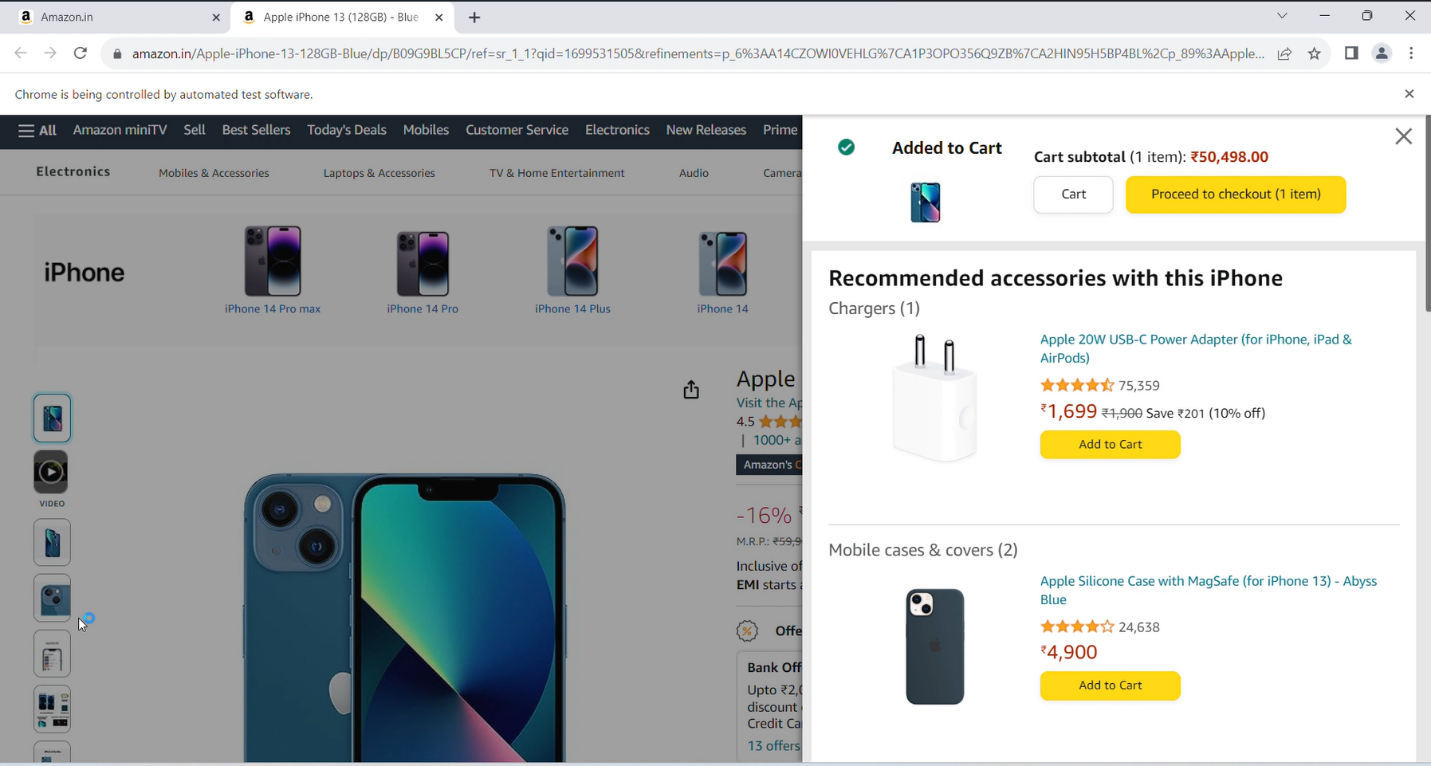 Amazon.in
Apple iPhone 13 (128GB) - Blue
amazon.in/Apple-iPhone-13-128GB-Blue/dp/B09G9BL5CP/ref=sr_1_1?qid=1699531505&refinements=p_6%3AA14CZOWI0VEHLG%7CA1P3OPO356Q9ZB%7CA2HIN95H5BP4BL%2Cp_89%3AApple...
Chrome is being controlled by automated test software.
All Amazon miniTV Sell Best Sellers Today's Deals Mobiles Customer Service Electronics New Releases Prime
Electronics Mobiles & Accessories Laptops & Accessories TV & Home Entertainment Audio Camera
iPhone
iPhone 14 Pro max iPhone 14 Pro iPhone 14 Plus iPhone 14
VIDEO
Apple
Visit the Ap
4.5
| 1000+ a
Amazon's C
-16%
M.R.P.: ₹59,9
Inclusive of
EMI starts
Offe
Bank Off
Upto ₹2,0
discount
Credit Ca
13 offers
Added to Cart
Cart subtotal (1 item): ₹50,498.00
Cart
Proceed to checkout (1 item)
Recommended accessories with this iPhone
Chargers (1)
Apple 20W USB-C Power Adapter (for iPhone, iPad &
AirPods)
75,359
₹1,699 ₹1,900 Save ₹201 (10% off)
Add to Cart
Mobile cases & covers (2)
Apple Silicone Case with MagSafe (for iPhone 13) - Abyss
Blue
24,638
₹4,900
Add to Cart